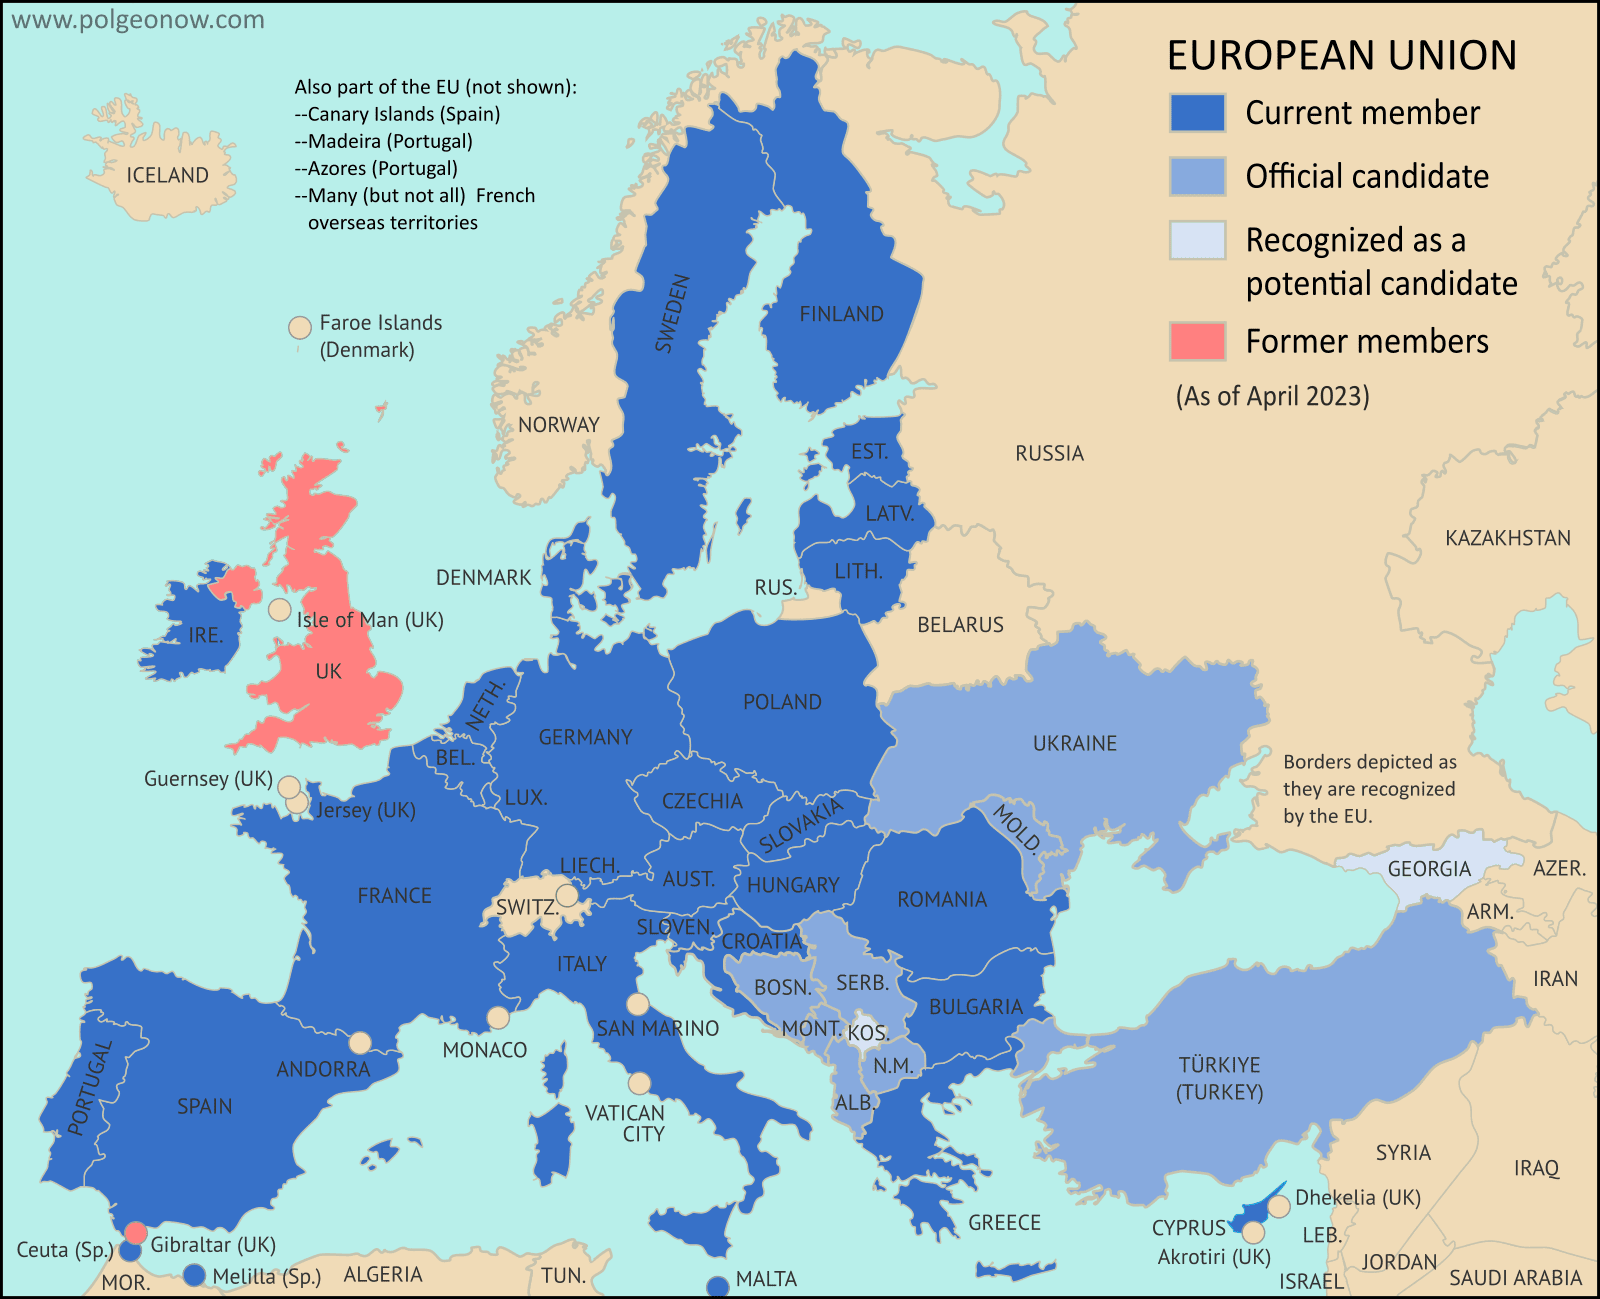 www.polgeonow.com
EUROPEAN UNION
Current member
Official candidate
Recognized as a
potential candidate
Former members
(As of April 2023)
Also part of the EU (not shown):
--Canary Islands (Spain)
--Madeira (Portugal)
--Azores (Portugal)
--Many (but not all) French
overseas territories
ICELAND
Faroe Islands
(Denmark)
SWEDEN
FINLAND
NORWAY
RUSSIA
EST.
LATV.
LITH.
RUS.
KAZAKHSTAN
DENMARK
BELARUS
Isle of Man (UK)
IRE.
UK
NETH.
POLAND
GERMANY
BEL.
UKRAINE
Guernsey (UK)
Jersey (UK)
LUX.
CZECHIA
SLOVAKIA
MOLD.
Borders depicted as
they are recognized
by the EU.
LIECH.
AUST.
HUNGARY
FRANCE
SWITZ.
ROMANIA
GEORGIA
AZER.
ARM.
SLOVEN.
CROATIA
ITALY
BOSN.
SERB.
IRAN
BULGARIA
SAN MARINO
MONT.
KOS.
MONACO
ANDORRA
N.M.
TÜRKIYE
(TURKEY)
PORTUGAL
SPAIN
VATICAN
CITY
ALB.
SYRIA
IRAQ
GREECE
CYPRUS
Dhekelia (UK)
Akrotiri (UK)
LEB.
JORDAN
ISRAEL
SAUDI ARABIA
Ceuta (Sp.)
Gibraltar (UK)
Melilla (Sp.)
MOR.
ALGERIA
TUN.
MALTA